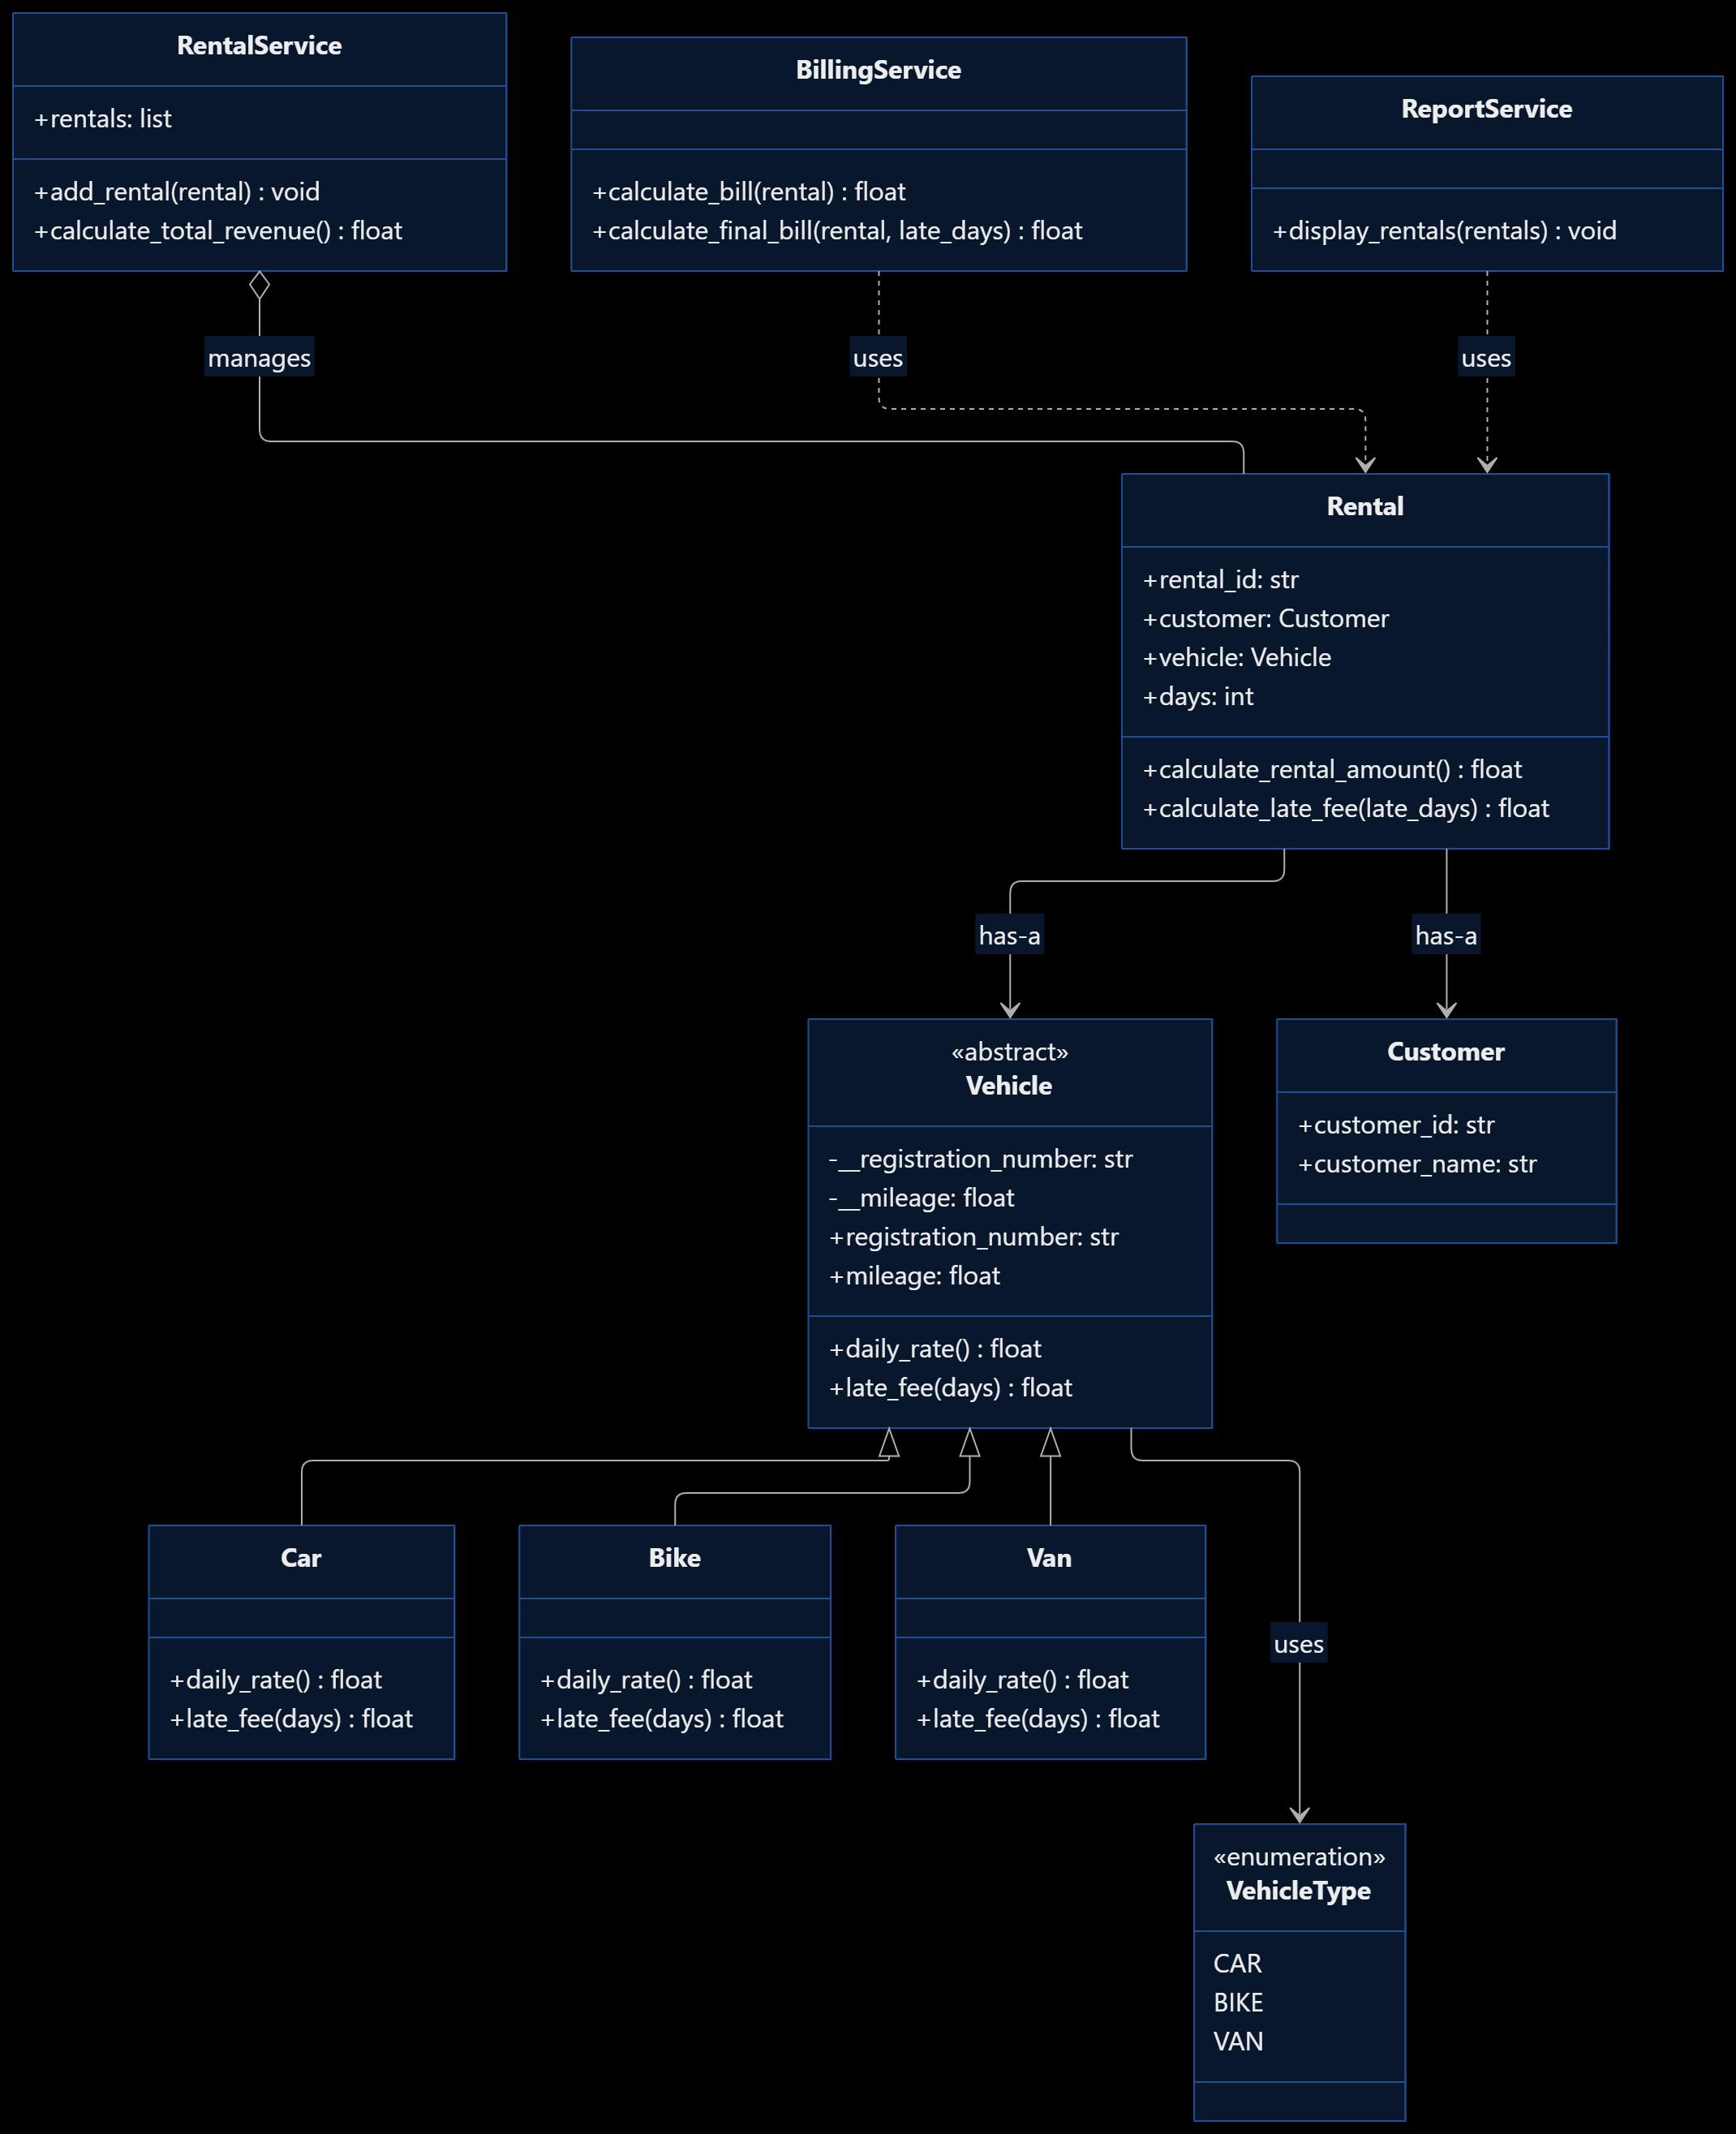 RentalService
+rentals: list
+add_rental(rental) : void
+calculate_total_revenue() : float
BillingService
+calculate_bill(rental) : float
+calculate_final_bill(rental, late_days) : float
ReportService
+display_rentals(rentals) : void
manages
uses
uses
Rental
+rental_id: str
+customer: Customer
+vehicle: Vehicle
+days: int
+calculate_rental_amount() : float
+calculate_late_fee(late_days) : float
has-a
has-a
«abstract»
Vehicle
-__registration_number: str
-__mileage: float
+registration_number: str
+mileage: float
+daily_rate() : float
+late_fee(days) : float
Customer
+customer_id: str
+customer_name: str
Car
+daily_rate() : float
+late_fee(days) : float
Bike
+daily_rate() : float
+late_fee(days) : float
Van
+daily_rate() : float
+late_fee(days) : float
uses
«enumeration»
VehicleType
CAR
BIKE
VAN